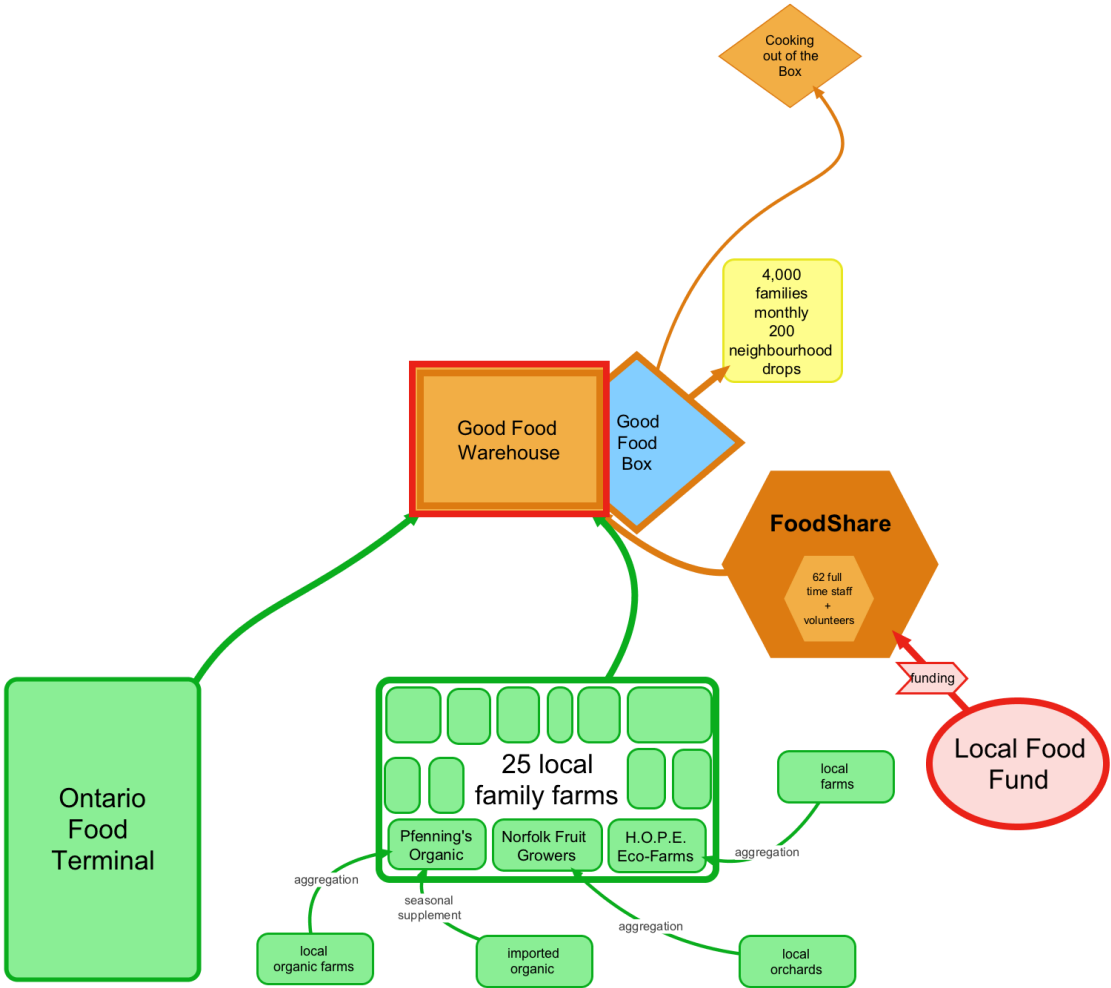 Cooking
out of the
Box
4,000
families
monthly
200
neighbourhood
drops
Good Food
Warehouse
Good
Food
Box
FoodShare
62 full
time staff
+
volunteers
funding
Local Food
Fund
Ontario
Food
Terminal
25 local
family farms
Pfenning's
Organic
Norfolk Fruit
Growers
H.O.P.E.
Eco-Farms
local
farms
aggregation
aggregation
seasonal
supplement
aggregation
local
organic farms
imported
organic
local
orchards